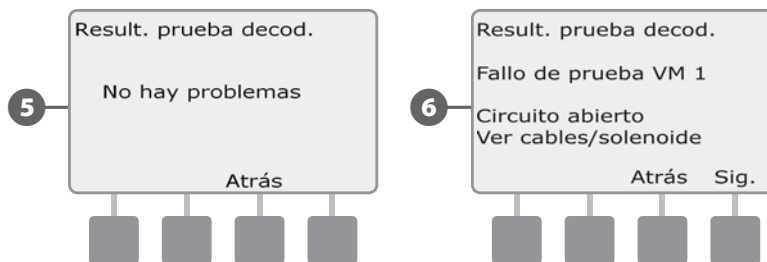 5
Result. prueba decod.
No hay problemas
Atrás
6
Result. prueba decod.
Fallo de prueba VM 1
Circuito abierto
Ver cables/solenoide
Atrás Sig.